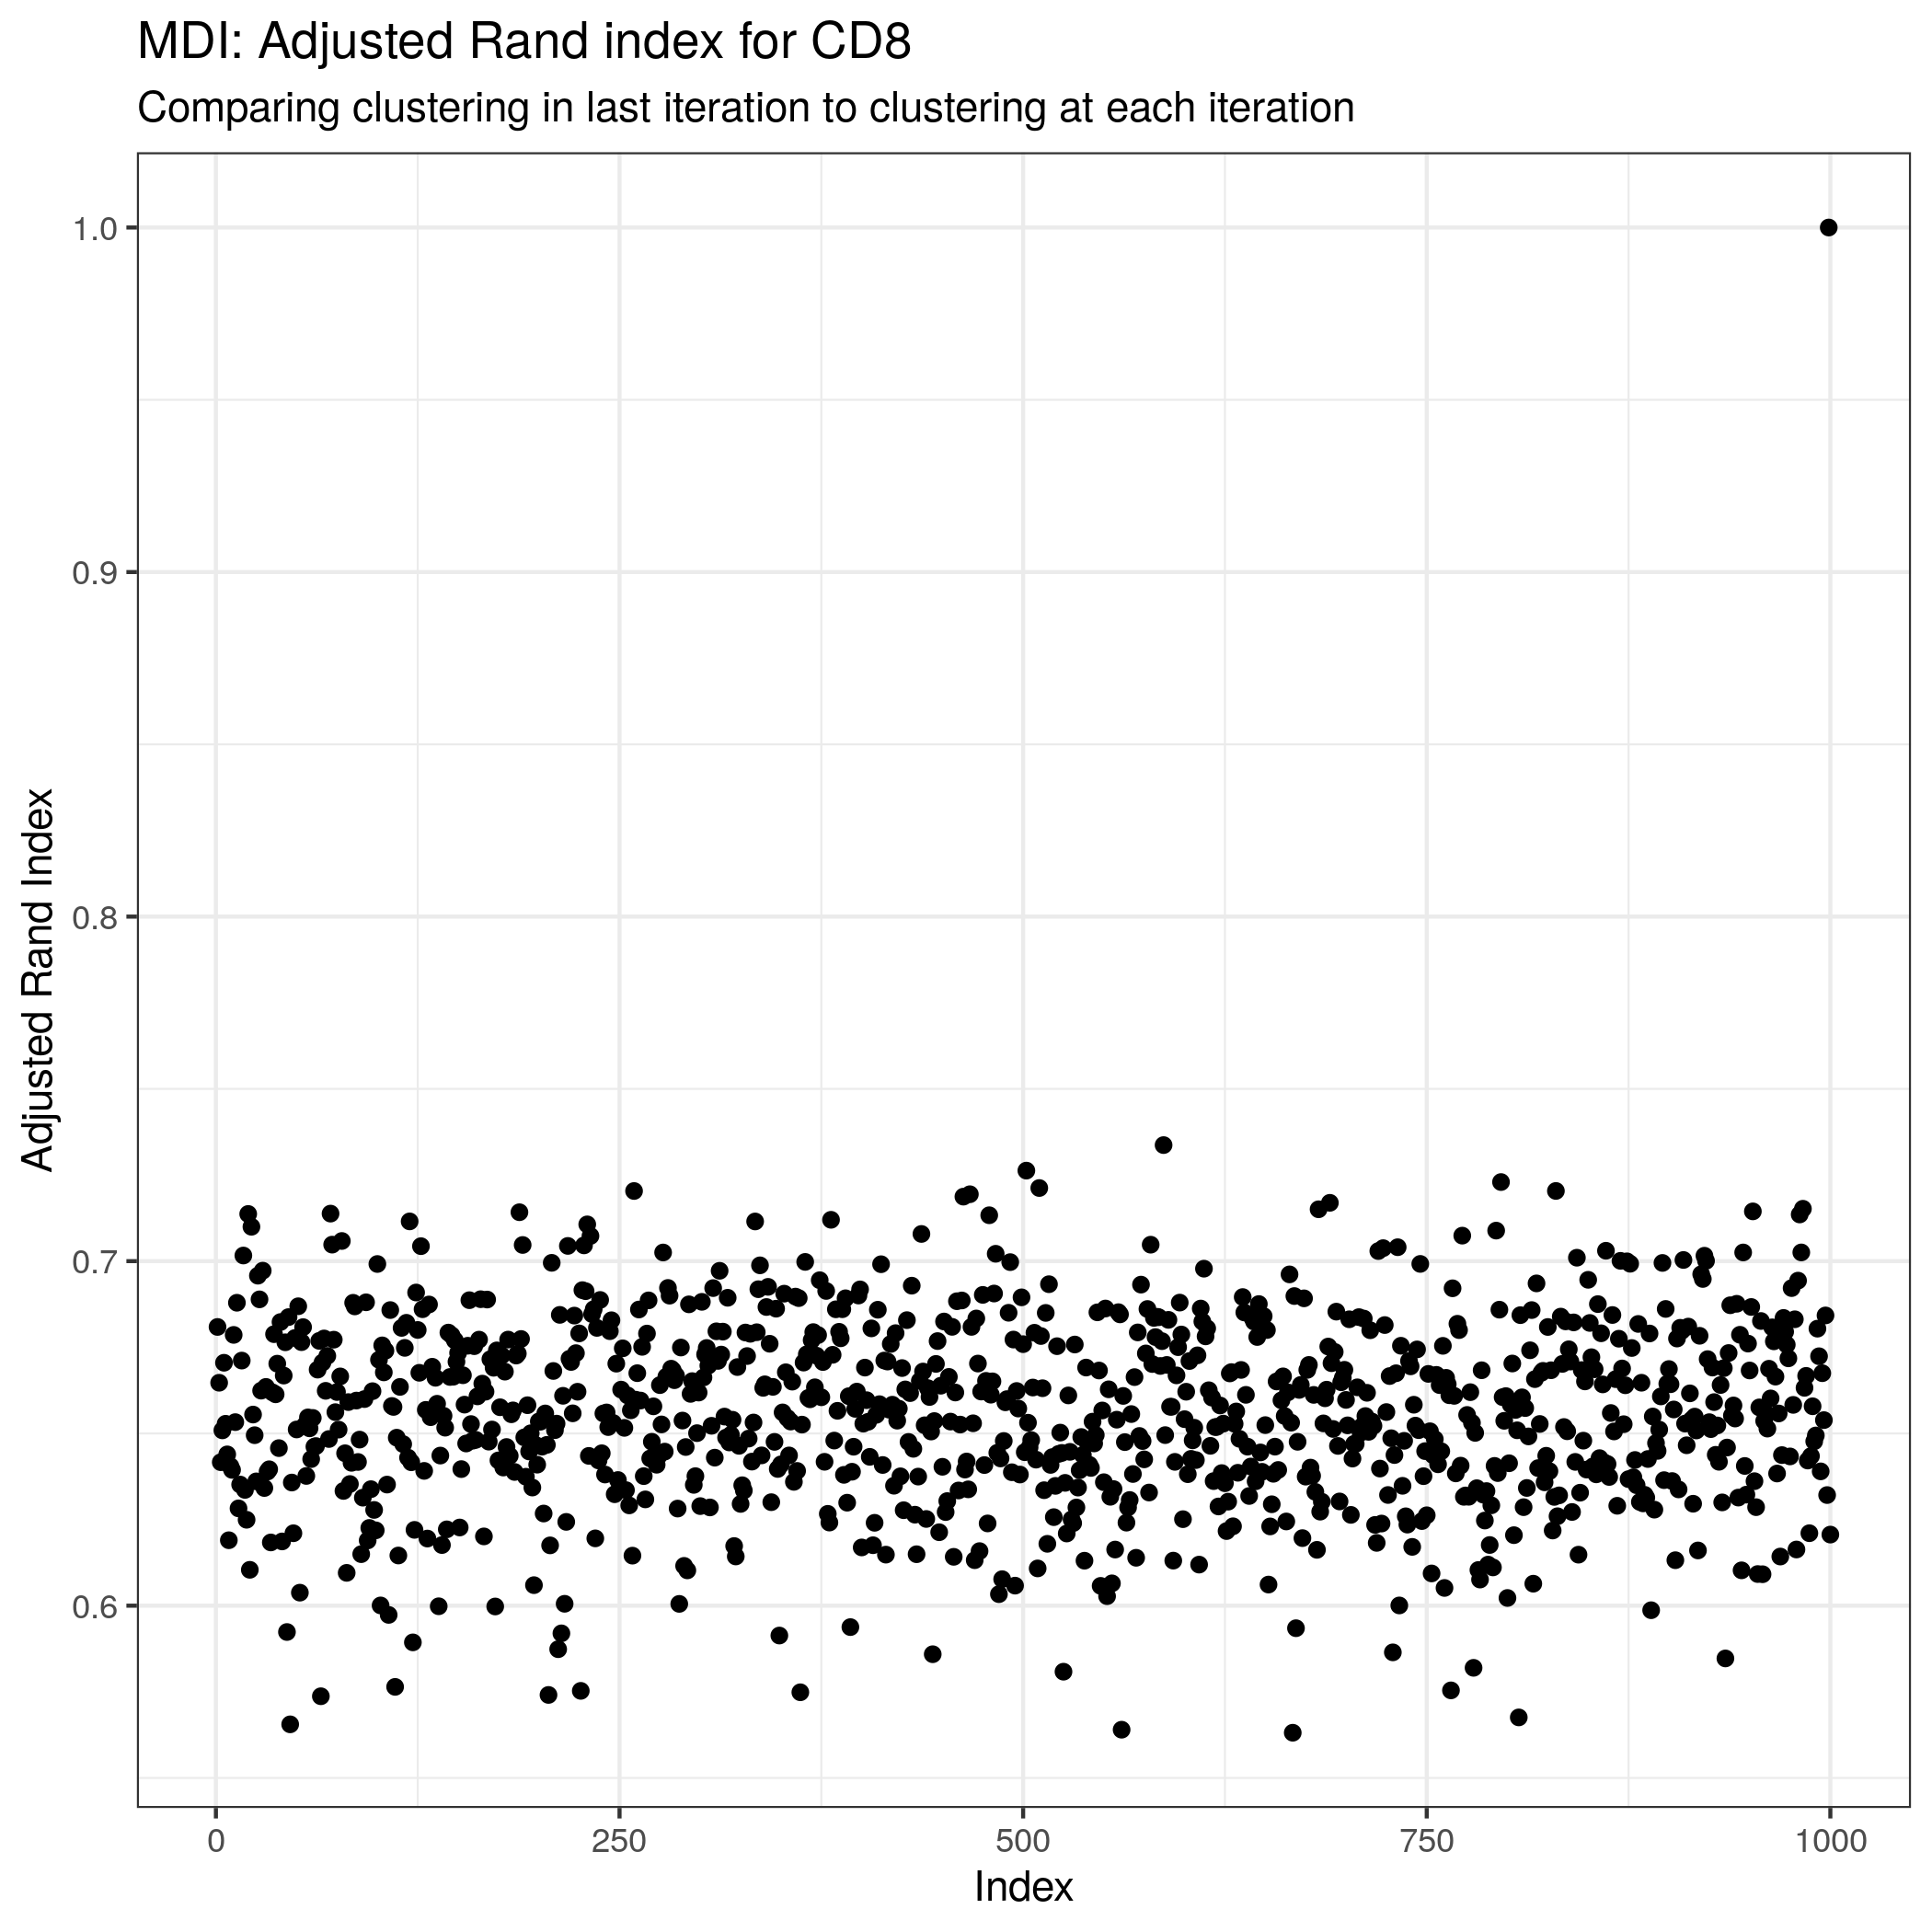 MDI: Adjusted Rand index for CD8
Comparing clustering in last iteration to clustering at each iteration
1.0
0.9
0.8
0.7
0.6
Adjusted Rand Index
0 250 500 750 1000
Index